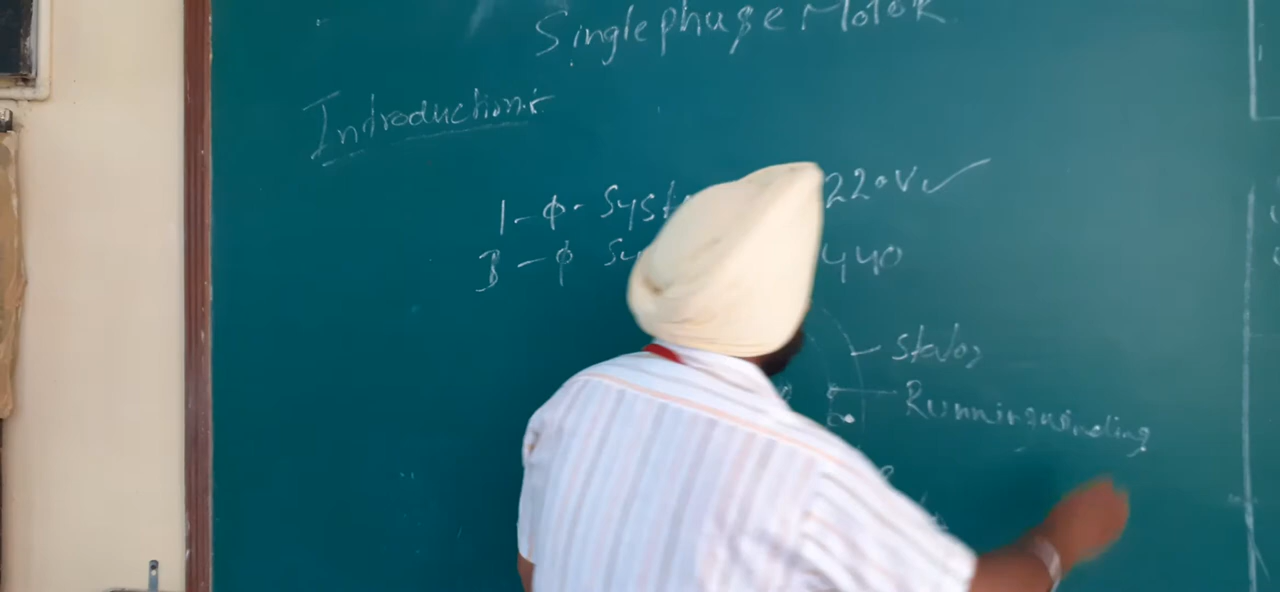 Single phase Motor
Introduction:-
1-ϕ- Syst 220V✓
3-ϕ Sy 440
Stator
Running winding